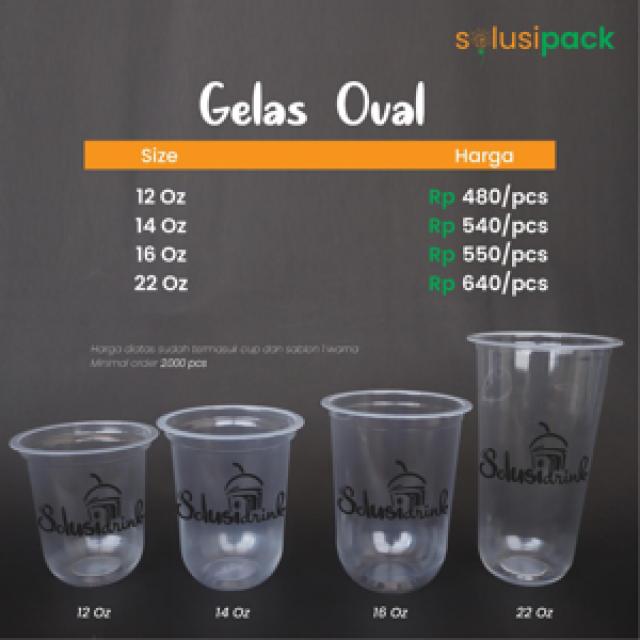 solusipack
Gelas Oval
Size Harga
12 Oz Rp 480/pcs
14 Oz Rp 540/pcs
16 Oz Rp 550/pcs
22 Oz Rp 640/pcs
Harga diatas sudah termasuk cup dan sablon 1 warna
Minimal order 2000 pcs
Solusidrink
Solusidrink
Solusidrink
Solusidrink
12 Oz
14 Oz
16 Oz
22 Oz